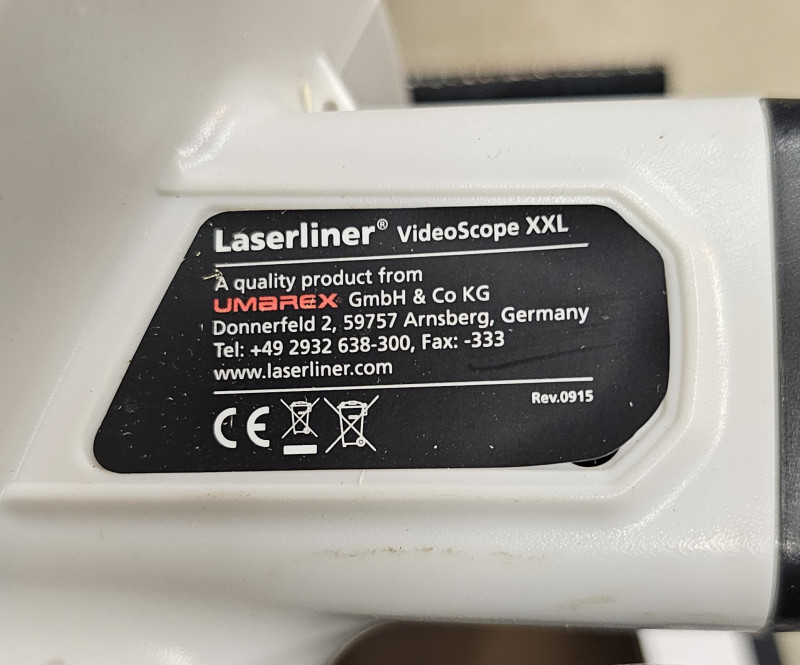 Laserliner® VideoScope XXL
A quality product from
UMAREX GmbH & Co KG
Donnerfeld 2, 59757 Arnsberg, Germany
Tel: +49 2932 638-300, Fax: -333
www.laserliner.com
Rev.0915
CE